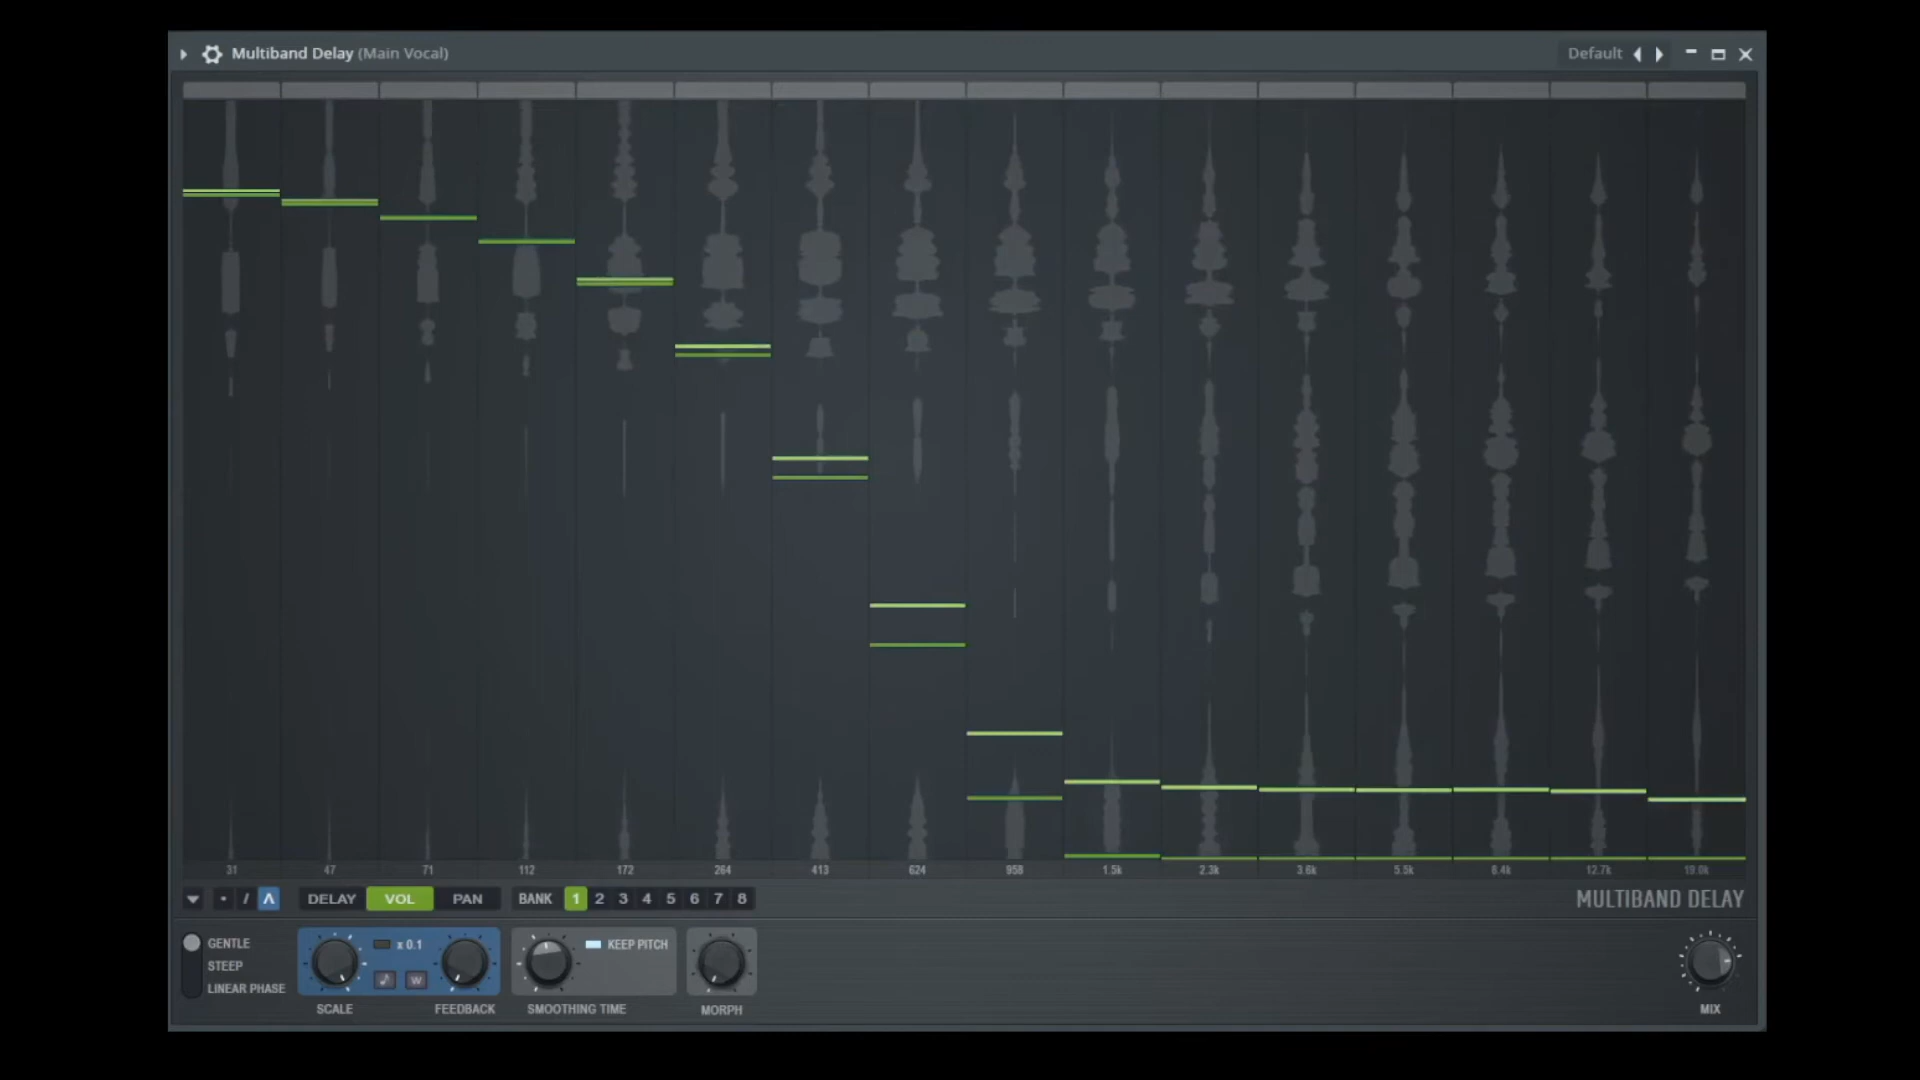 Multiband Delay (Main Vocal) Default
31 47 71 112 172 264 413 624 958 1.5k 2.3k 3.6k 5.5k 8.4k 12.7k 19.0k
DELAY VOL PAN BANK 1 2 3 4 5 6 7 8 MULTIBAND DELAY
GENTLE x 0.1 KEEP PITCH
STEEP
W
LINEAR PHASE
SCALE FEEDBACK SMOOTHING TIME MORPH MIX